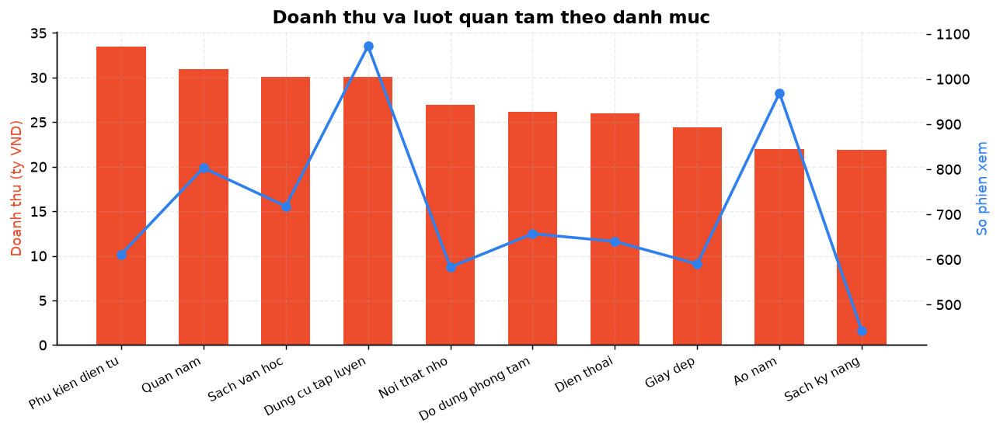 Doanh thu va luot quan tam theo danh muc
Doanh thu (ty VND)
35
30
25
20
15
10
5
0
1100
1000
900
800
700
600
500
So phien xem
Phu kien dien tu
Quan nam
Sach van hoc
Dung cu tap luyen
Noi that nho
Do dung phong tam
Dien thoai
Giay dep
Ao nam
Sach ky nang